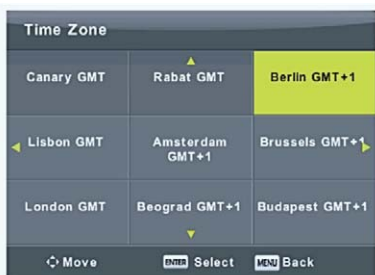 Time Zone
Canary GMT Rabat GMT Berlin GMT+1
Lisbon GMT Amsterdam GMT+1 Brussels GMT+1
London GMT Beograd GMT+1 Budapest GMT+1
Move ENTER Select MENU Back